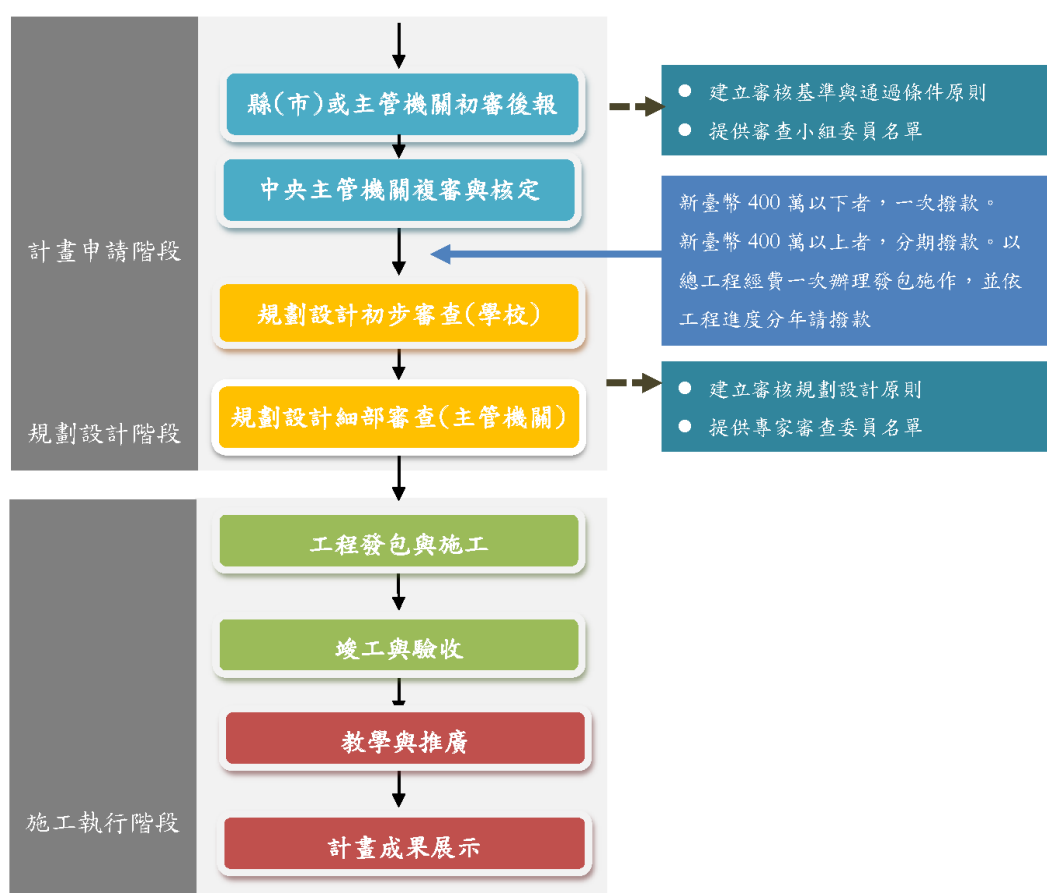 縣(市)或主管機關初審後報
● 建立審核基準與通過條件原則
● 提供審查小組委員名單
中央主管機關複審與核定
新臺幣 400 萬以下者，一次撥款。
新臺幣 400 萬以上者，分期撥款。以
總工程經費一次辦理發包施作，並依
工程進度分年請撥款
計畫申請階段
規劃設計初步審查(學校)
● 建立審核規劃設計原則
● 提供專家審查委員名單
規劃設計細部審查(主管機關)
規劃設計階段
工程發包與施工
竣工與驗收
教學與推廣
施工執行階段
計畫成果展示